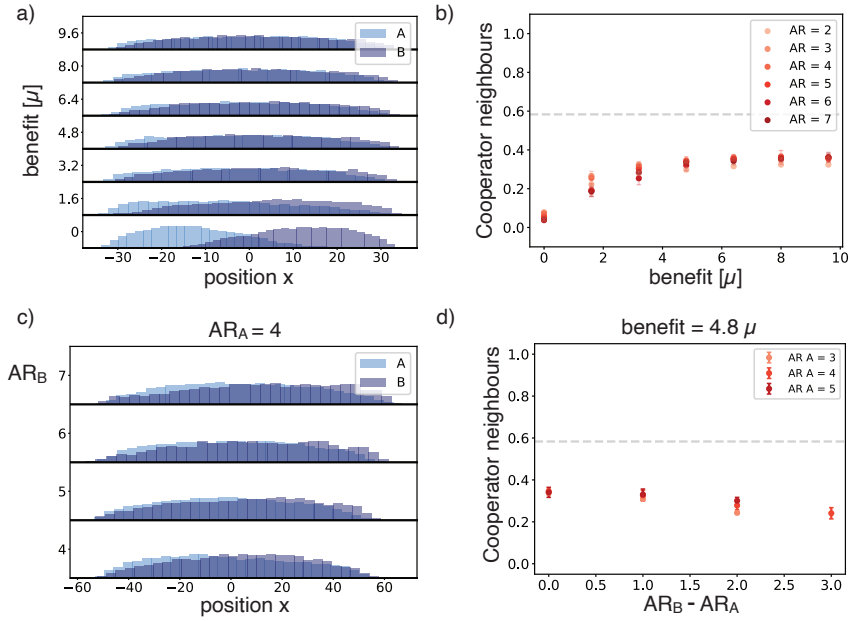 a)
benefit [μ]
9.6
8.0
6.4
4.8
3.2
1.6
0
A
B
−30 −20 −10 0 10 20 30
position x
b)
Cooperator neighbours
1.0
0.8
0.6
0.4
0.2
0.0
AR = 2
AR = 3
AR = 4
AR = 5
AR = 6
AR = 7
0 2 4 6 8 10
benefit [μ]
c)
AR_A = 4
AR_B
7
6
5
4
A
B
−60 −40 −20 0 20 40 60
position x
d)
benefit = 4.8 μ
Cooperator neighbours
1.0
0.8
0.6
0.4
0.2
0.0
AR A = 3
AR A = 4
AR A = 5
0.0 0.5 1.0 1.5 2.0 2.5 3.0
AR_B - AR_A